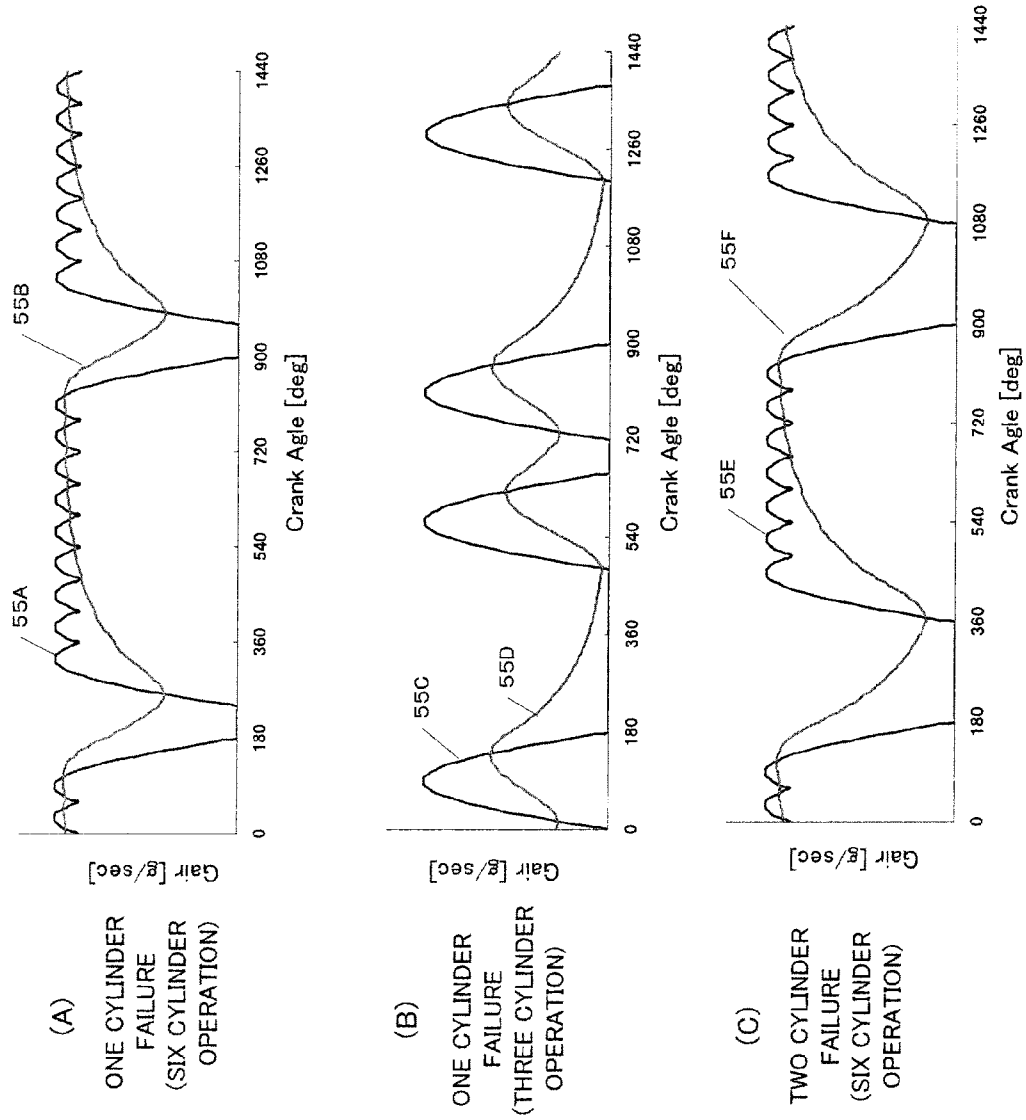 (A)
ONE CYLINDER
FAILURE
(SIX CYLINDER
OPERATION)
Gair [g/sec]
55A
55B
0
180
360
540
720
900
1080
1260
1440
Crank Agle [deg]
(B)
ONE CYLINDER
FAILURE
(THREE CYLINDER
OPERATION)
Gair [g/sec]
55C
55D
0
180
360
540
720
900
1080
1260
1440
Crank Agle [deg]
(C)
TWO CYLINDER
FAILURE
(SIX CYLINDER
OPERATION)
Gair [g/sec]
55E
55F
0
180
360
540
720
900
1080
1260
1440
Crank Agle [deg]